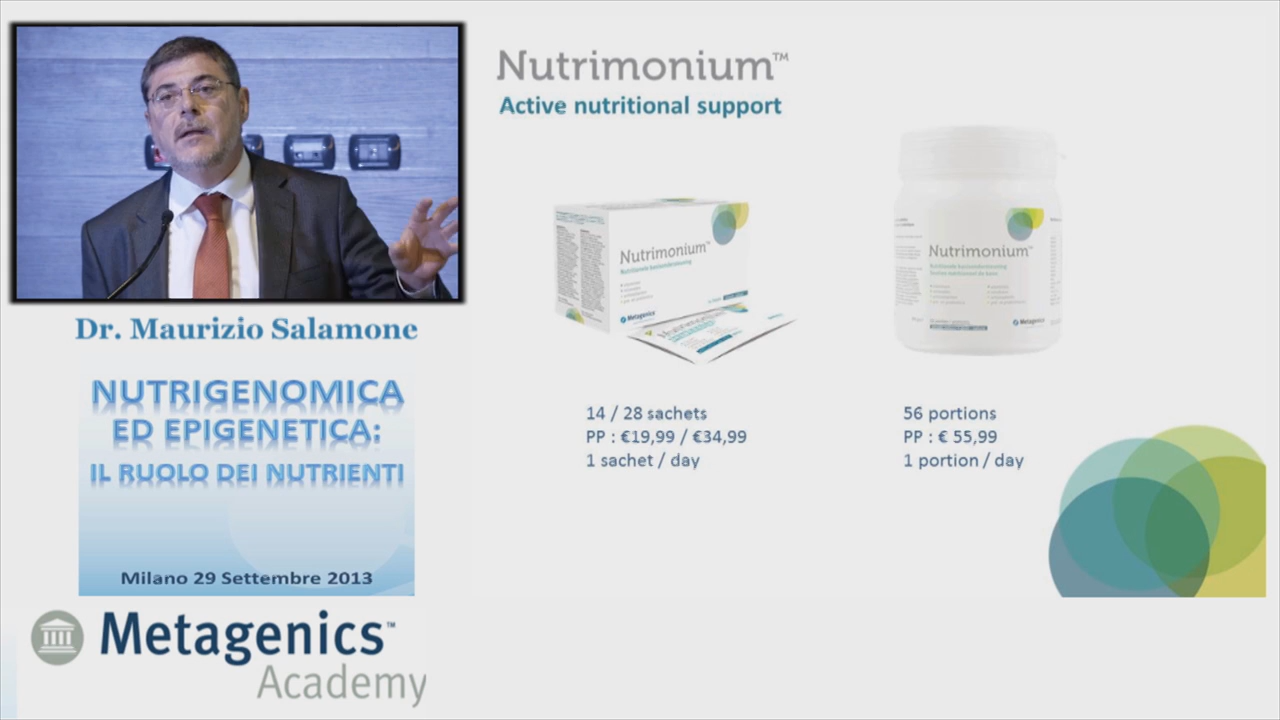 Dr. Maurizio Salamone
NUTRIGENOMICA
ED EPIGENETICA:
IL RUOLO DEI NUTRIENTI
Milano 29 Settembre 2013
Metagenics™
Academy
Nutrimonium™
Active nutritional support
Nutrimonium™
Metagenics
Nutrimonium
14 / 28 sachets
PP : €19,99 / €34,99
1 sachet / day
Nutrimonium™
Metagenics
56 portions
PP : € 55,99
1 portion / day